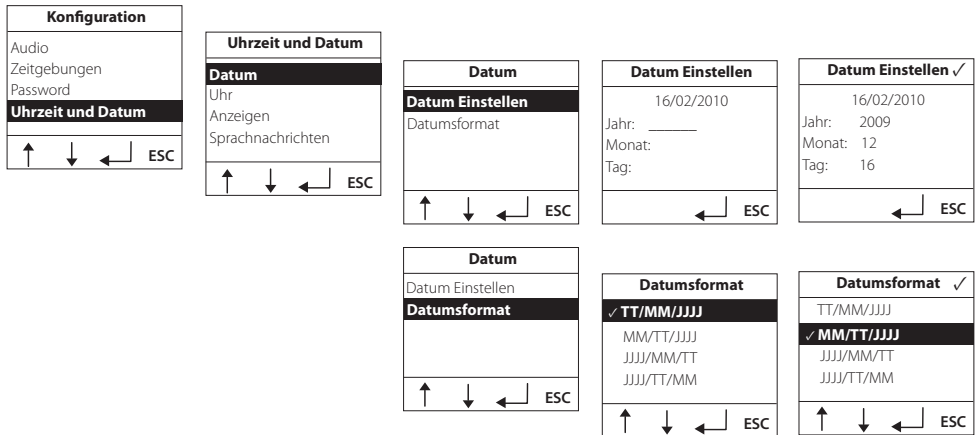 Konfiguration
Audio
Zeitgebungen
Password
Uhrzeit und Datum
ESC
Uhrzeit und Datum
Datum
Uhr
Anzeigen
Sprachnachrichten
ESC
Datum
Datum Einstellen
Datumsformat
ESC
Datum Einstellen
16/02/2010
Jahr: ______
Monat:
Tag:
ESC
Datum Einstellen ✓
16/02/2010
Jahr: 2009
Monat: 12
Tag: 16
ESC
Datum
Datum Einstellen
Datumsformat
ESC
Datumsformat
✓ TT/MM/JJJJ
MM/TT/JJJJ
JJJJ/MM/TT
JJJJ/TT/MM
ESC
Datumsformat ✓
TT/MM/JJJJ
✓ MM/TT/JJJJ
JJJJ/MM/TT
JJJJ/TT/MM
ESC